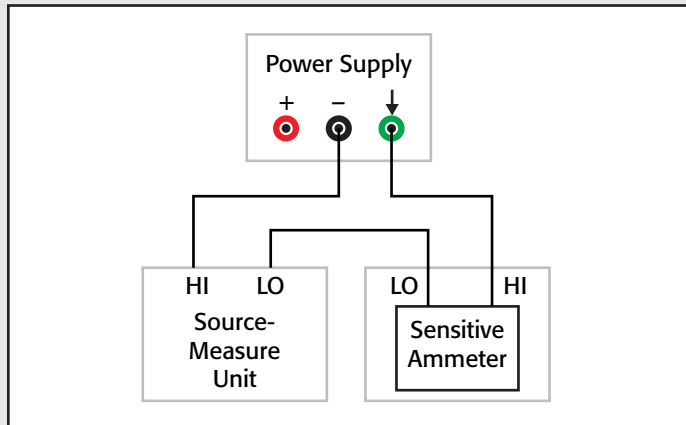 Power Supply
+ –
HI LO
Source-
Measure
Unit
LO HI
Sensitive
Ammeter